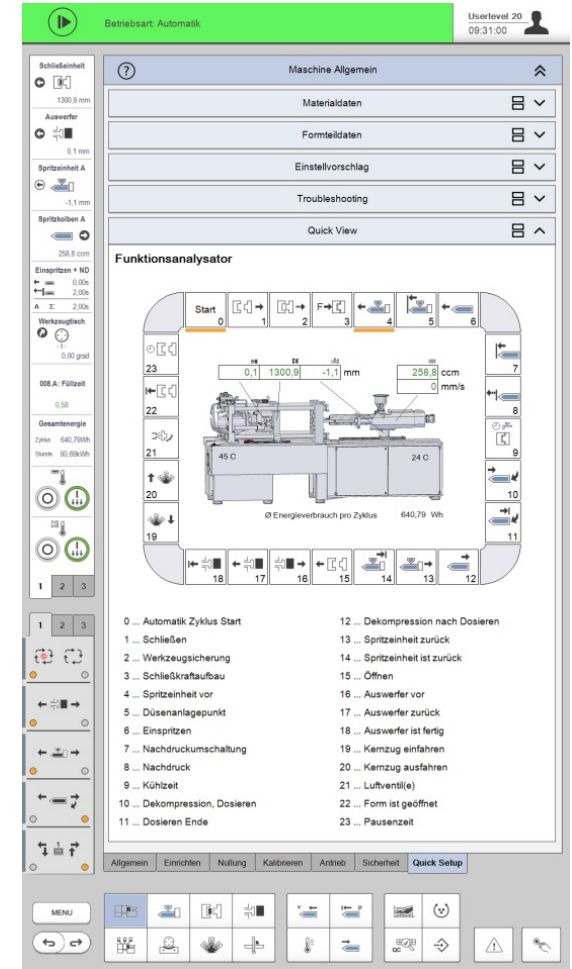 Betriebsart: Automatik
Userlevel 20
09:31:00
Schließeinheit
1300,9 mm
Auswerfer
0,1 mm
Spritzeinheit A
-1,1 mm
Spritzkolben A
258,8 ccm
Einspritzen + ND
0,00s
2,00s
A Σ 2,00s
Werkzeugtisch
0,00 grad
008.A: Füllzeit
0,58
Gesamtenergie
Zyklus 640,79Wh
Stunde 80,69kWh
1 2 3
1 2 3
Maschine Allgemein
Materialdaten
Formteildaten
Einstellvorschlag
Troubleshooting
Quick View
Funktionsanalysator
Start
0 1 2 3 4 5 6
23
22
21
20
19
7
8
9
10
11
0,1 1300,9 -1,1 mm
258,8 ccm
0 mm/s
45 C
24 C
Ø Energieverbrauch pro Zyklus 640,79 Wh
18 17 16 15 14 13 12
0 ... Automatik Zyklus Start
1 ... Schließen
2 ... Werkzeugsicherung
3 ... Schließkraftaufbau
4 ... Spritzeinheit vor
5 ... Düsenanlagepunkt
6 ... Einspritzen
7 ... Nachdruckumschaltung
8 ... Nachdruck
9 ... Kühlzeit
10 ... Dekompression, Dosieren
11 ... Dosieren Ende
12 ... Dekompression nach Dosieren
13 ... Spritzeinheit zurück
14 ... Spritzeinheit ist zurück
15 ... Öffnen
16 ... Auswerfer vor
17 ... Auswerfer zurück
18 ... Auswerfer ist fertig
19 ... Kernzug einfahren
20 ... Kernzug ausfahren
21 ... Luftventil(e)
22 ... Form ist geöffnet
23 ... Pausenzeit
Allgemein Einrichten Nullung Kalibrieren Antrieb Sicherheit Quick Setup
MENU